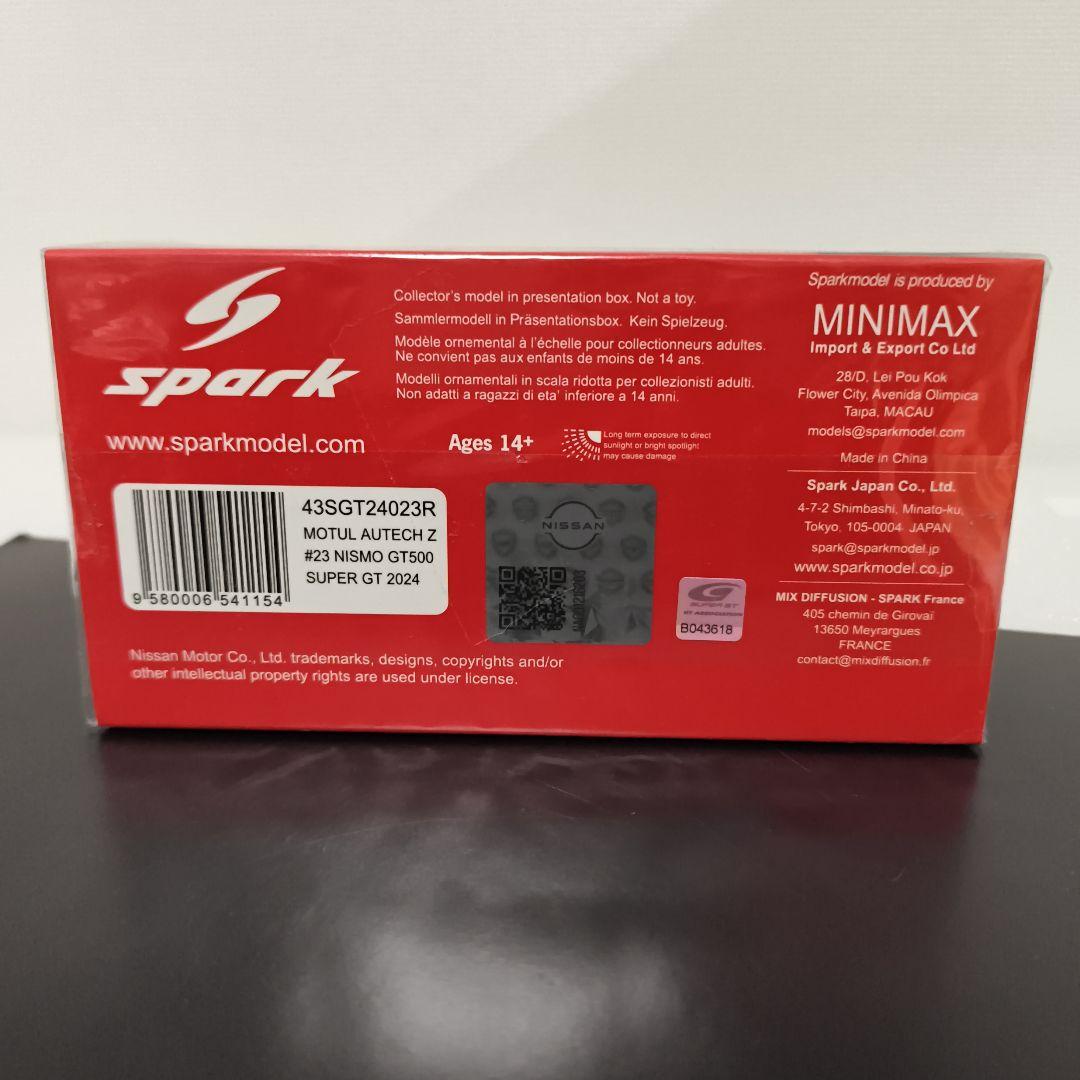 spark
www.sparkmodel.com
Collector's model in presentation box. Not a toy.
Sammlermodell in Präsentationsbox. Kein Spielzeug.
Modèle ornemental à l'échelle pour collectionneurs adultes.
Ne convient pas aux enfants de moins de 14 ans.
Modelli ornamentali in scala ridotta per collezionisti adulti.
Non adatti a ragazzi di eta' inferiore a 14 anni.
Ages 14+
Long term exposure to direct
sunlight or bright spotlight
may cause damage
43SGT24023R
MOTUL AUTECH Z
#23 NISMO GT500
SUPER GT 2024
9 580006 541154
NISSAN
SUPER GT
GT ASSOCIATION
B043618
Nissan Motor Co., Ltd. trademarks, designs, copyrights and/or
other intellectual property rights are used under license.
Sparkmodel is produced by
MINIMAX
Import & Export Co Ltd
28/D, Lei Pou Kok
Flower City, Avenida Olimpica
Taipa, MACAU
models@sparkmodel.com
Made in China
Spark Japan Co., Ltd.
4-7-2 Shimbashi, Minato-ku,
Tokyo, 105-0004 JAPAN
spark@sparkmodel.jp
www.sparkmodel.co.jp
MIX DIFFUSION - SPARK France
405 chemin de Girovai
13650 Meyrargues
FRANCE
contact@mixdiffusion.fr